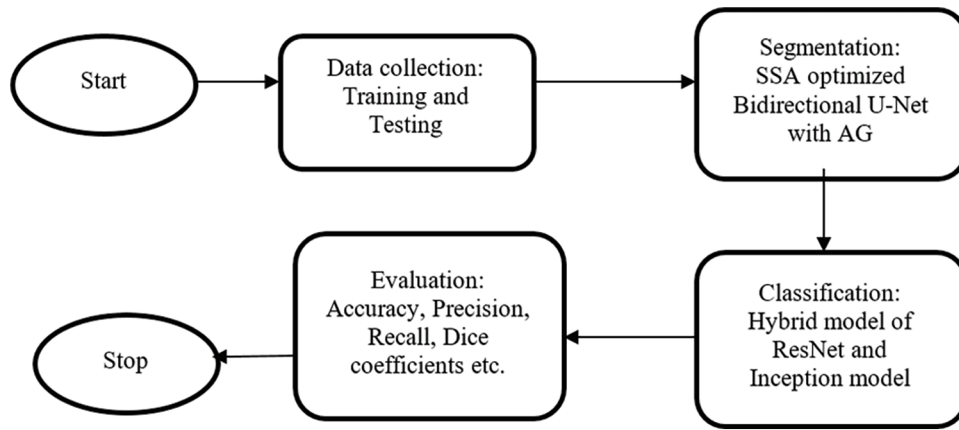 Start
Data collection:
Training and
Testing
Segmentation:
SSA optimized
Bidirectional U-Net
with AG
Classification:
Hybrid model of
ResNet and
Inception model
Evaluation:
Accuracy, Precision,
Recall, Dice
coefficients etc.
Stop